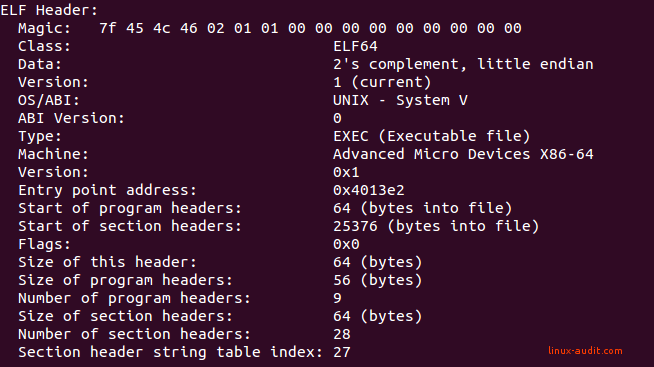 ELF Header:
  Magic:   7f 45 4c 46 02 01 01 00 00 00 00 00 00 00 00 00
  Class:                             ELF64
  Data:                              2's complement, little endian
  Version:                           1 (current)
  OS/ABI:                            UNIX - System V
  ABI Version:                       0
  Type:                              EXEC (Executable file)
  Machine:                           Advanced Micro Devices X86-64
  Version:                           0x1
  Entry point address:               0x4013e2
  Start of program headers:          64 (bytes into file)
  Start of section headers:          25376 (bytes into file)
  Flags:                             0x0
  Size of this header:               64 (bytes)
  Size of program headers:           56 (bytes)
  Number of program headers:         9
  Size of section headers:           64 (bytes)
  Number of section headers:         28
  Section header string table index: 27
linux-audit.com